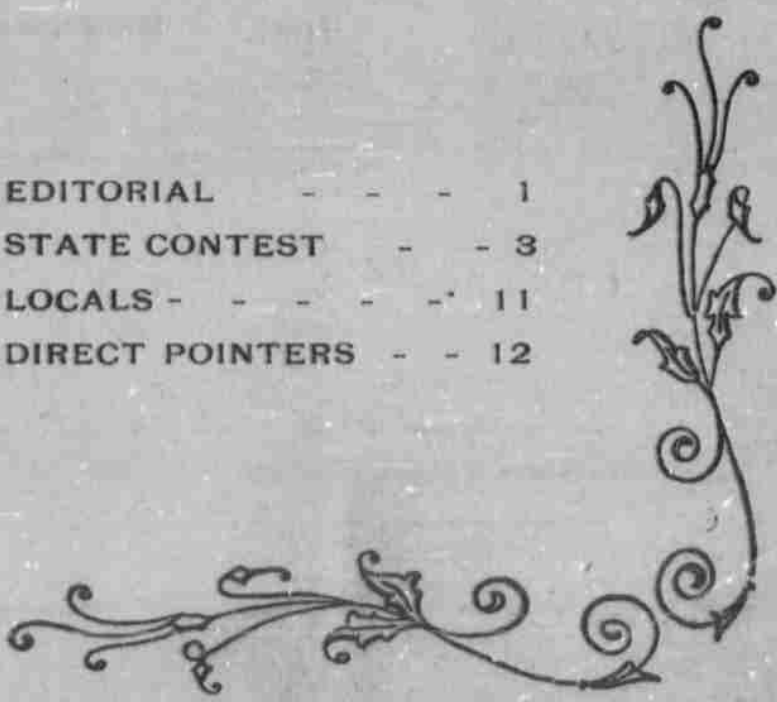 EDITORIAL - - - 1
STATE CONTEST - - 3
LOCALS - - - - - 11
DIRECT POINTERS - - 12